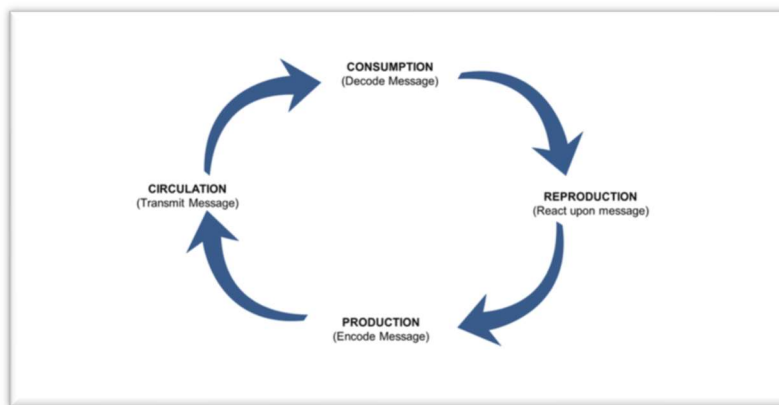 CONSUMPTION
(Decode Message)
CIRCULATION
(Transmit Message)
REPRODUCTION
(React upon message)
PRODUCTION
(Encode Message)